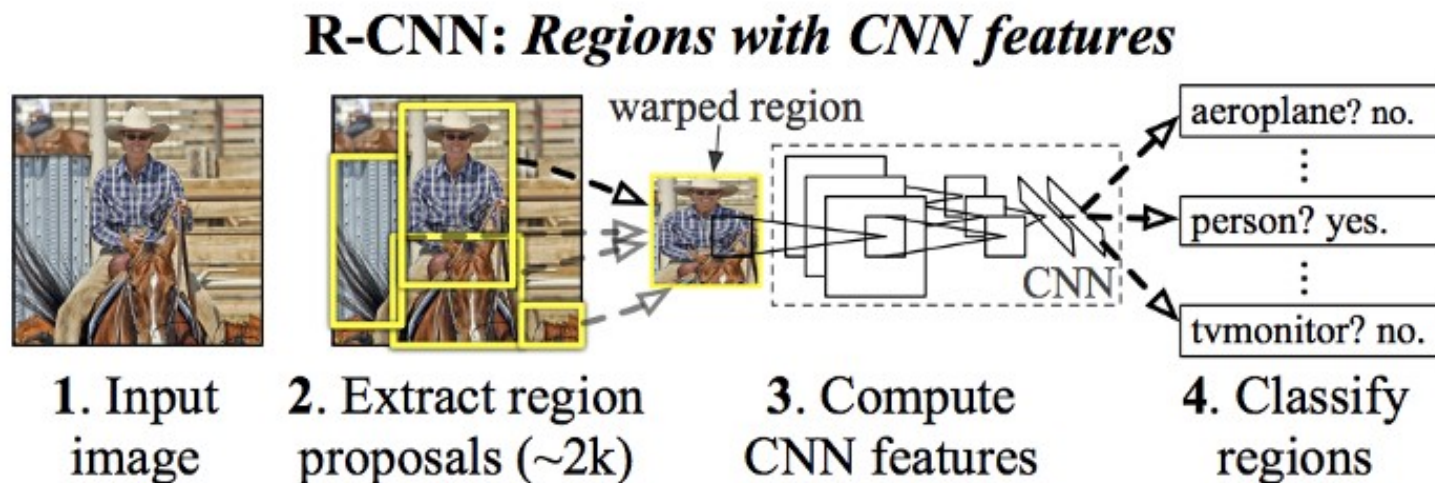 R-CNN: Regions with CNN features
warped region
aeroplane? no.
person? yes.
tvmonitor? no.
CNN
1. Input
image
2. Extract region
proposals (~2k)
3. Compute
CNN features
4. Classify
regions